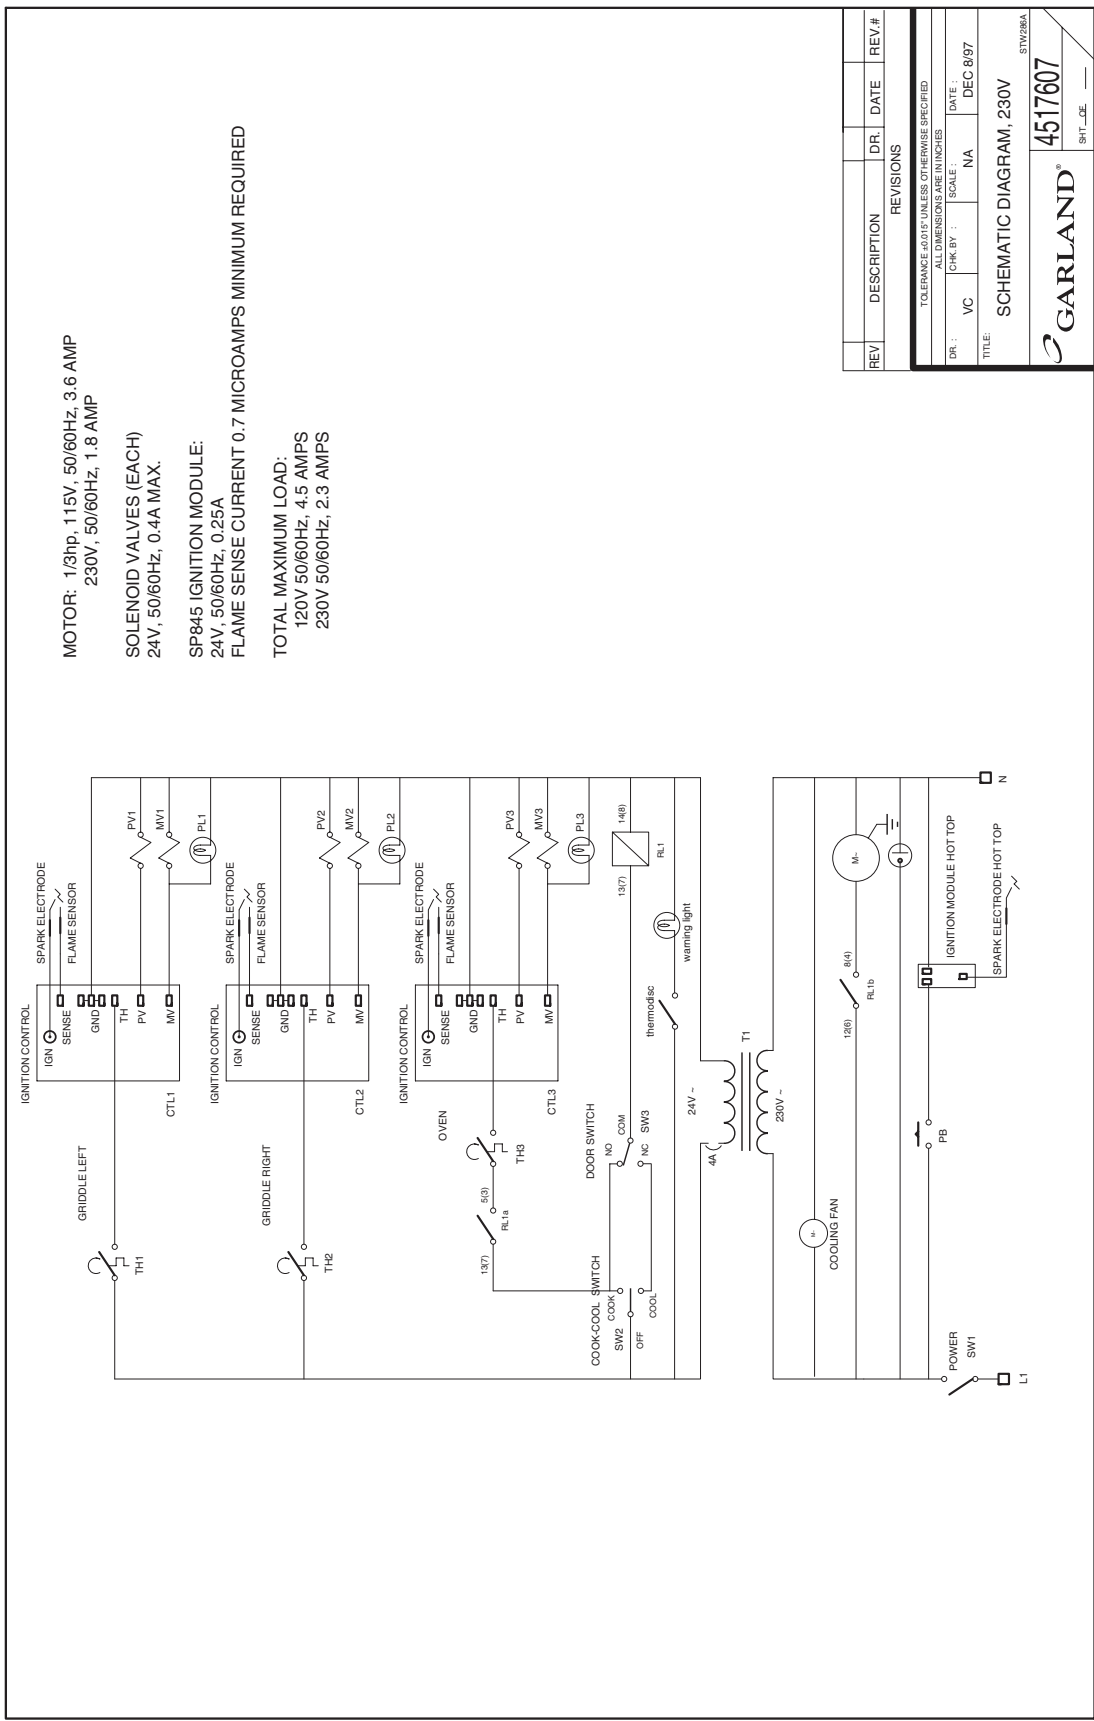 MOTOR: 1/3hp, 115V, 50/60Hz, 3.6 AMP
230V, 50/60Hz, 1.8 AMP
SOLENOID VALVES (EACH)
24V, 50/60Hz, 0.4A MAX.
SP845 IGNITION MODULE:
24V, 50/60Hz, 0.25A
FLAME SENSE CURRENT 0.7 MICROAMPS MINIMUM REQUIRED
TOTAL MAXIMUM LOAD:
120V 50/60Hz, 4.5 AMPS
230V 50/60Hz, 2.3 AMPS
IGNITION CONTROL
SPARK ELECTRODE
FLAME SENSOR
IGN
SENSE
GND
TH
PV
MV
CTL1
PV1
MV1
PL1
GRIDDLE LEFT
TH1
IGNITION CONTROL
SPARK ELECTRODE
FLAME SENSOR
IGN
SENSE
GND
TH
PV
MV
CTL2
PV2
MV2
PL2
GRIDDLE RIGHT
TH2
IGNITION CONTROL
SPARK ELECTRODE
FLAME SENSOR
IGN
SENSE
GND
TH
PV
MV
CTL3
PV3
MV3
PL3
OVEN
TH3
5(3)
RL1a
13(7)
COOK-COOL SWITCH
COOK
SW2
OFF
COOL
DOOR SWITCH
NO
COM
SW3
NC
13(7)
14(8)
RL1
thermodisc
warning light
24V ~
4A
T1
230V ~
M~
COOLING FAN
12(6)
RL1b
8(4)
M~
PB
IGNITION MODULE HOT TOP
SPARK ELECTRODE HOT TOP
POWER
SW1
L1
N
REV DESCRIPTION DR. DATE REV.#
REVISIONS
TOLERANCE ±0.015" UNLESS OTHERWISE SPECIFIED
ALL DIMENSIONS ARE IN INCHES
DR. : VC CHK. BY : SCALE : NA DATE : DEC 8/97
TITLE:
SCHEMATIC DIAGRAM, 230V
STW286A
GARLAND®
4517607
SHT __ OF __